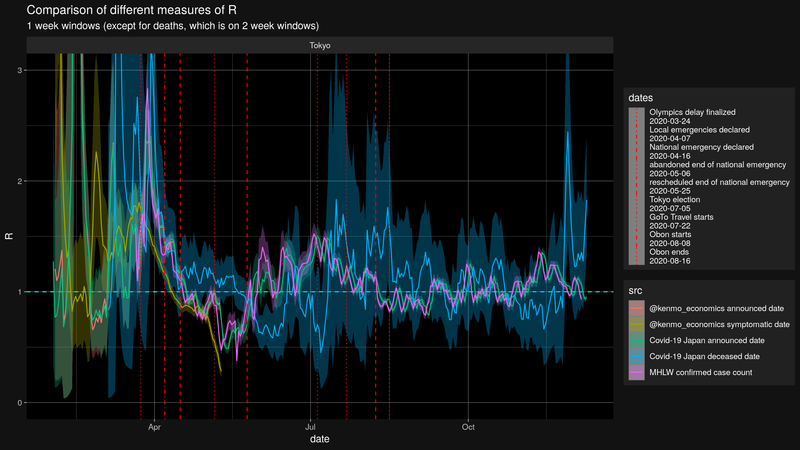 Comparison of different measures of R
1 week windows (except for deaths, which is on 2 week windows)
Tokyo
3
2
1
0
R
Apr
Jul
Oct
date
dates
Olympics delay finalized
2020-03-24
Local emergencies declared
2020-04-07
National emergency declared
2020-04-16
abandoned end of national emergency
2020-05-06
rescheduled end of national emergency
2020-05-25
Tokyo election
2020-07-05
GoTo Travel starts
2020-07-22
Obon starts
2020-08-08
Obon ends
2020-08-16
src
@kenmo_economics announced date
@kenmo_economics symptomatic date
Covid-19 Japan announced date
Covid-19 Japan deceased date
MHLW confirmed case count